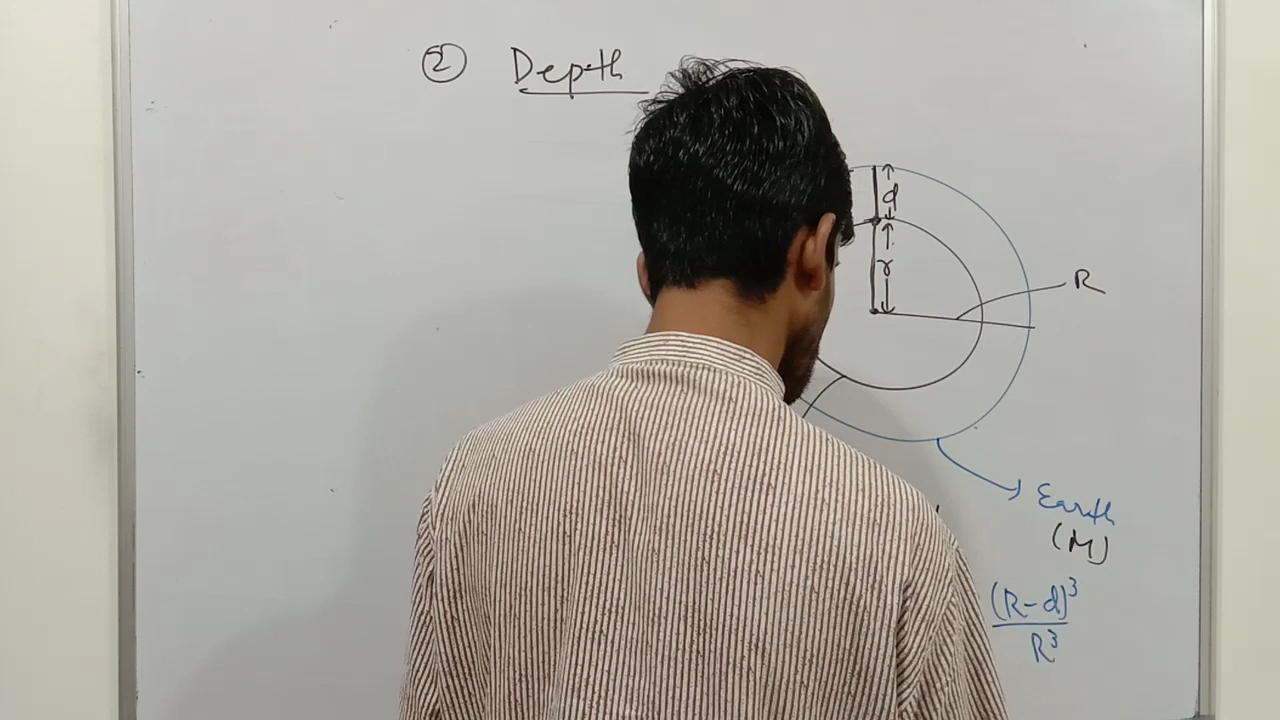 ② Depth
d
r
R
Earth
(M)
(R-d)³
R³